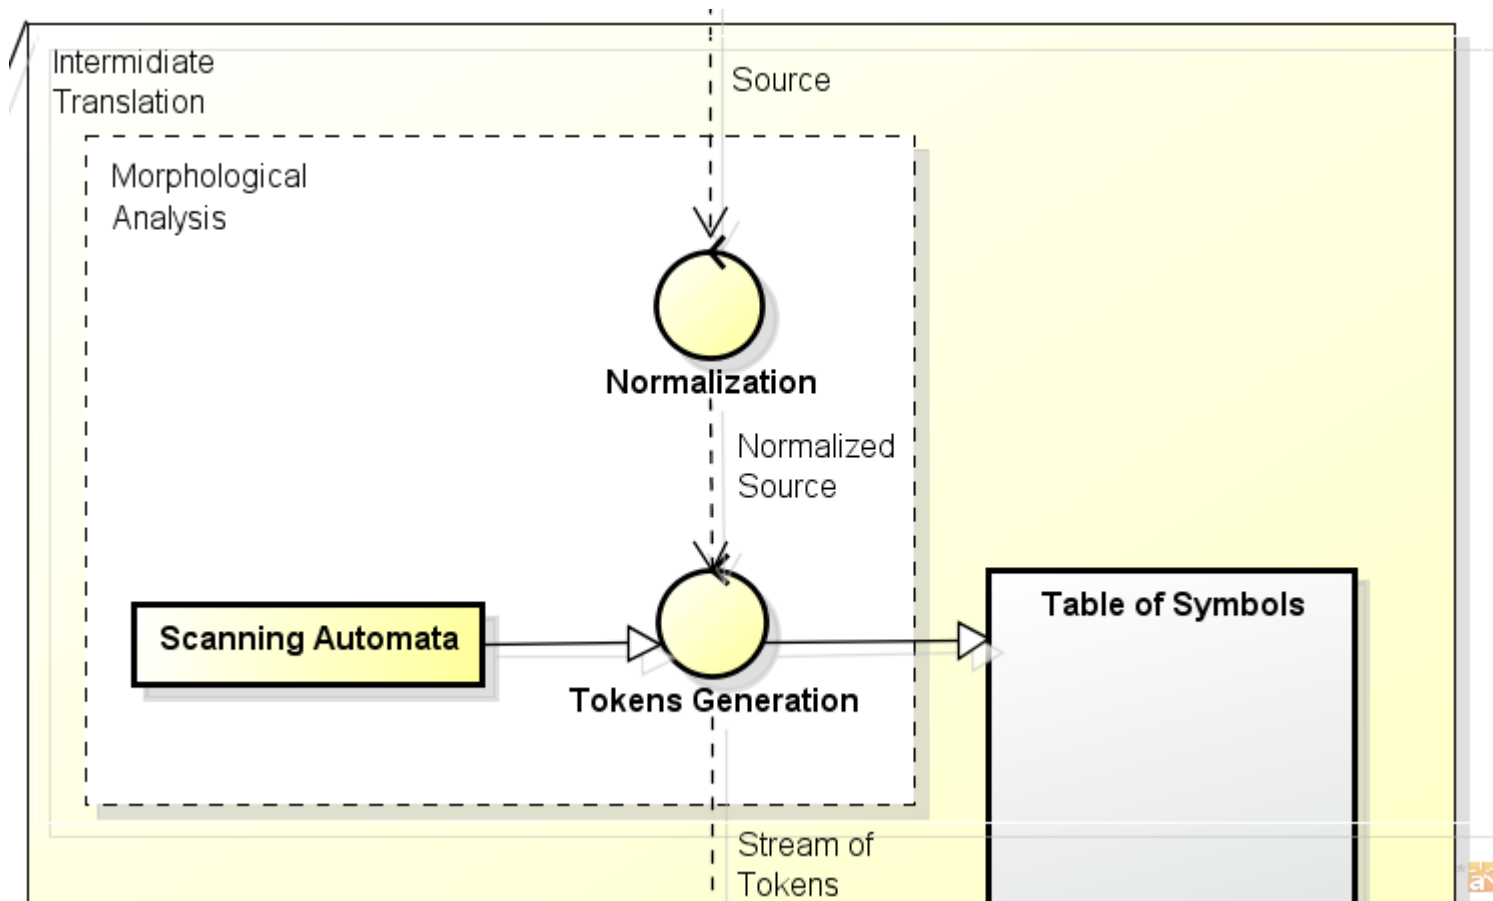 Intermidiate
Translation
Source
Morphological
Analysis
Normalization
Normalized
Source
Scanning Automata
Tokens Generation
Table of Symbols
Stream of
Tokens